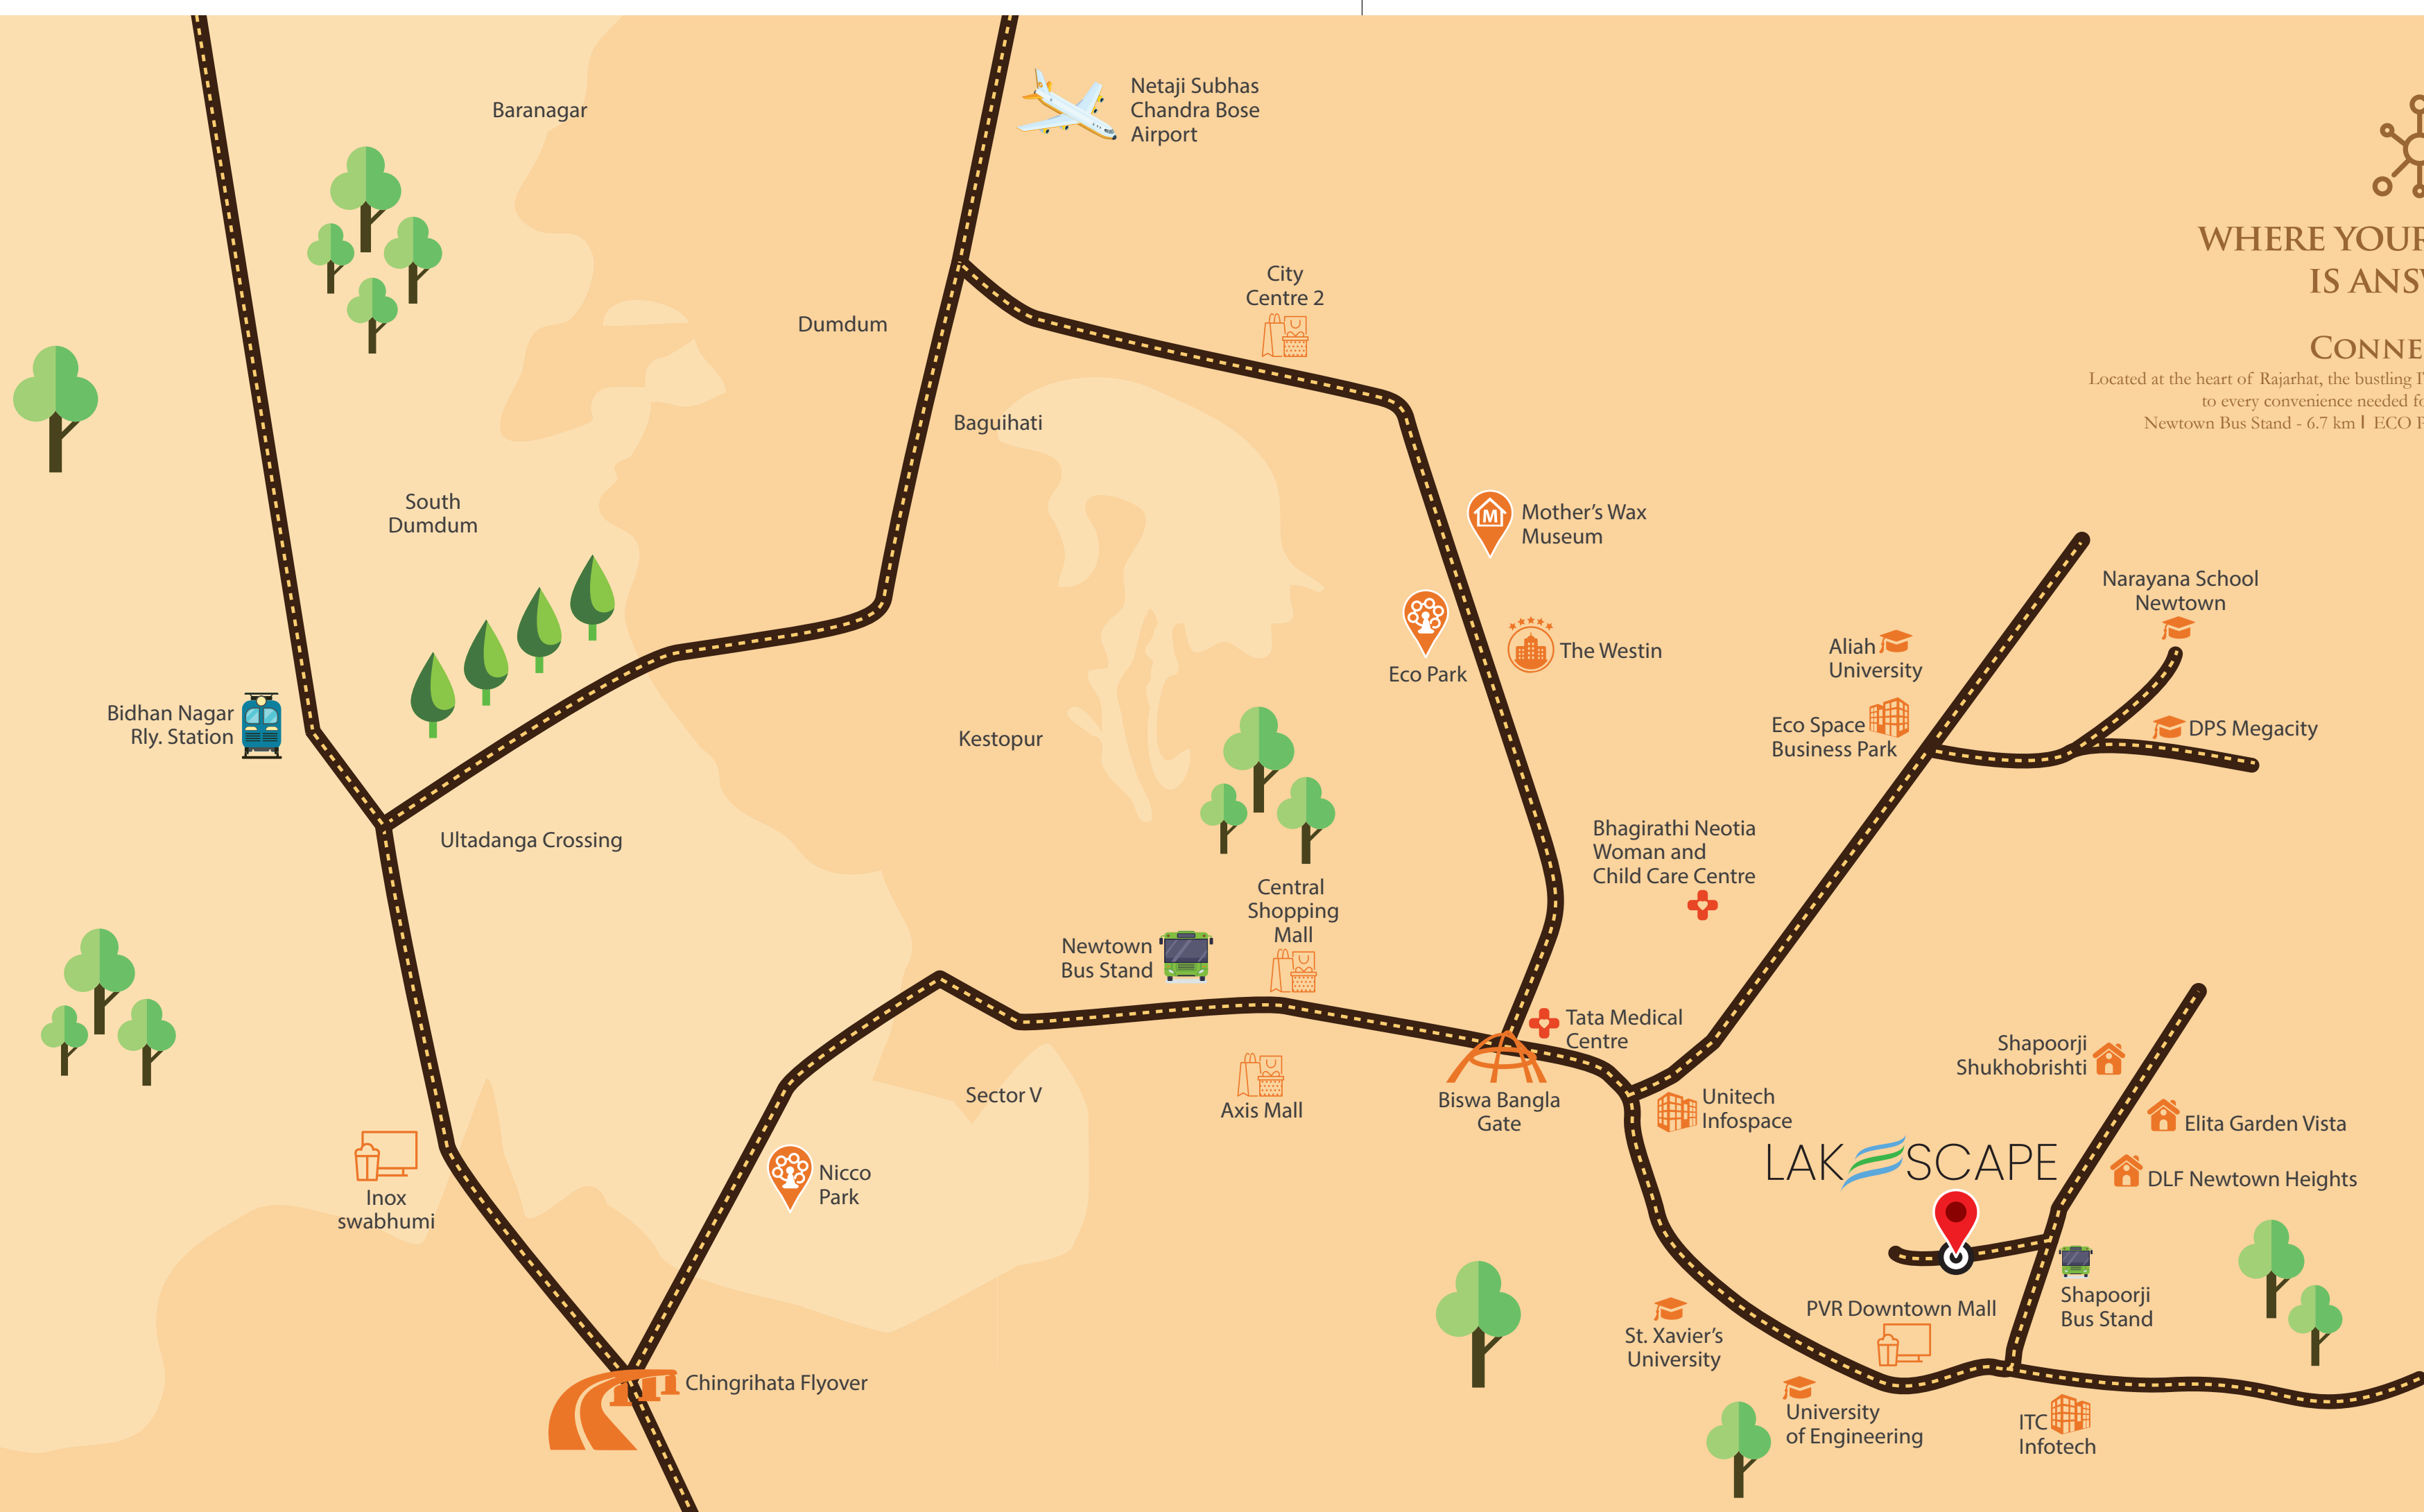 Baranagar
Netaji Subhas
Chandra Bose
Airport
WHERE YOUR
IS
City
Centre 2
Dumdum
Located at the heart of Rajarhat, the bustling
to every convenience needed
Newtown Bus Stand - 6.7 km I ECO
Baguihati
South
Dumdum
Mother's Wax
Museum
Narayana School
Newtown
Aliah
University
The Westin
Eco Park
Bidhan Nagar
Rly. Station
Eco Space
Business Park
DPS Megacity
Kestopur
Ultadanga Crossing
Bhagirathi Neotia
Woman and
Child Care Centre
Central
Shopping
Mall
Newtown
Bus Stand
Tata Medical
Centre
Shapoorji
Shukhobrishti
Sector V
Axis Mall
Biswa Bangla
Gate
Unitech
Infospace
Elita Garden Vista
LAKESCAPE
DLF Newtown Heights
Nicco
Park
Inox
swabhumi
Shapoorji
Bus Stand
PVR Downtown Mall
St. Xavier's
University
Chingrihata Flyover
University
of Engineering
ITC
Infotech